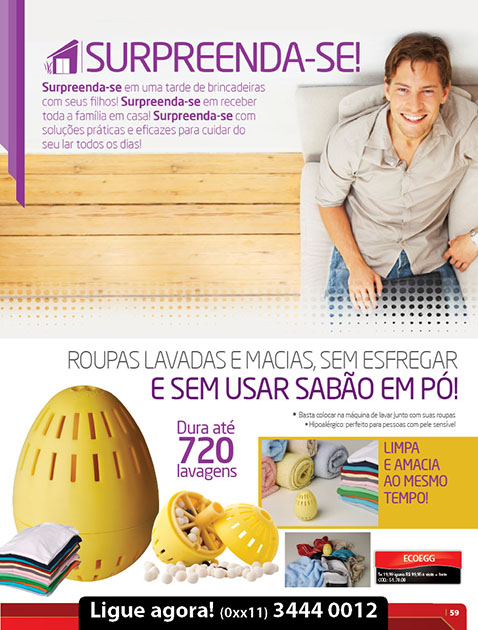 SURPREENDA-SE!
Surpreenda-se em uma tarde de brincadeiras
com seus filhos! Surpreenda-se em receber
toda a família em casa! Surpreenda-se com
soluções práticas e eficazes para cuidar do
seu lar todos os dias!
ROUPAS LAVADAS E MACIAS, SEM ESFREGAR
E SEM USAR SABÃO EM PÓ!
• Basta colocar na máquina de lavar junto com suas roupas
• Hipoalérgico: perfeito para pessoas com pele sensível
Dura até
720
lavagens
LIMPA
E AMACIA
AO MESMO
TEMPO!
ECOEGG
59
Ligue agora! (0xx11) 3444 0012